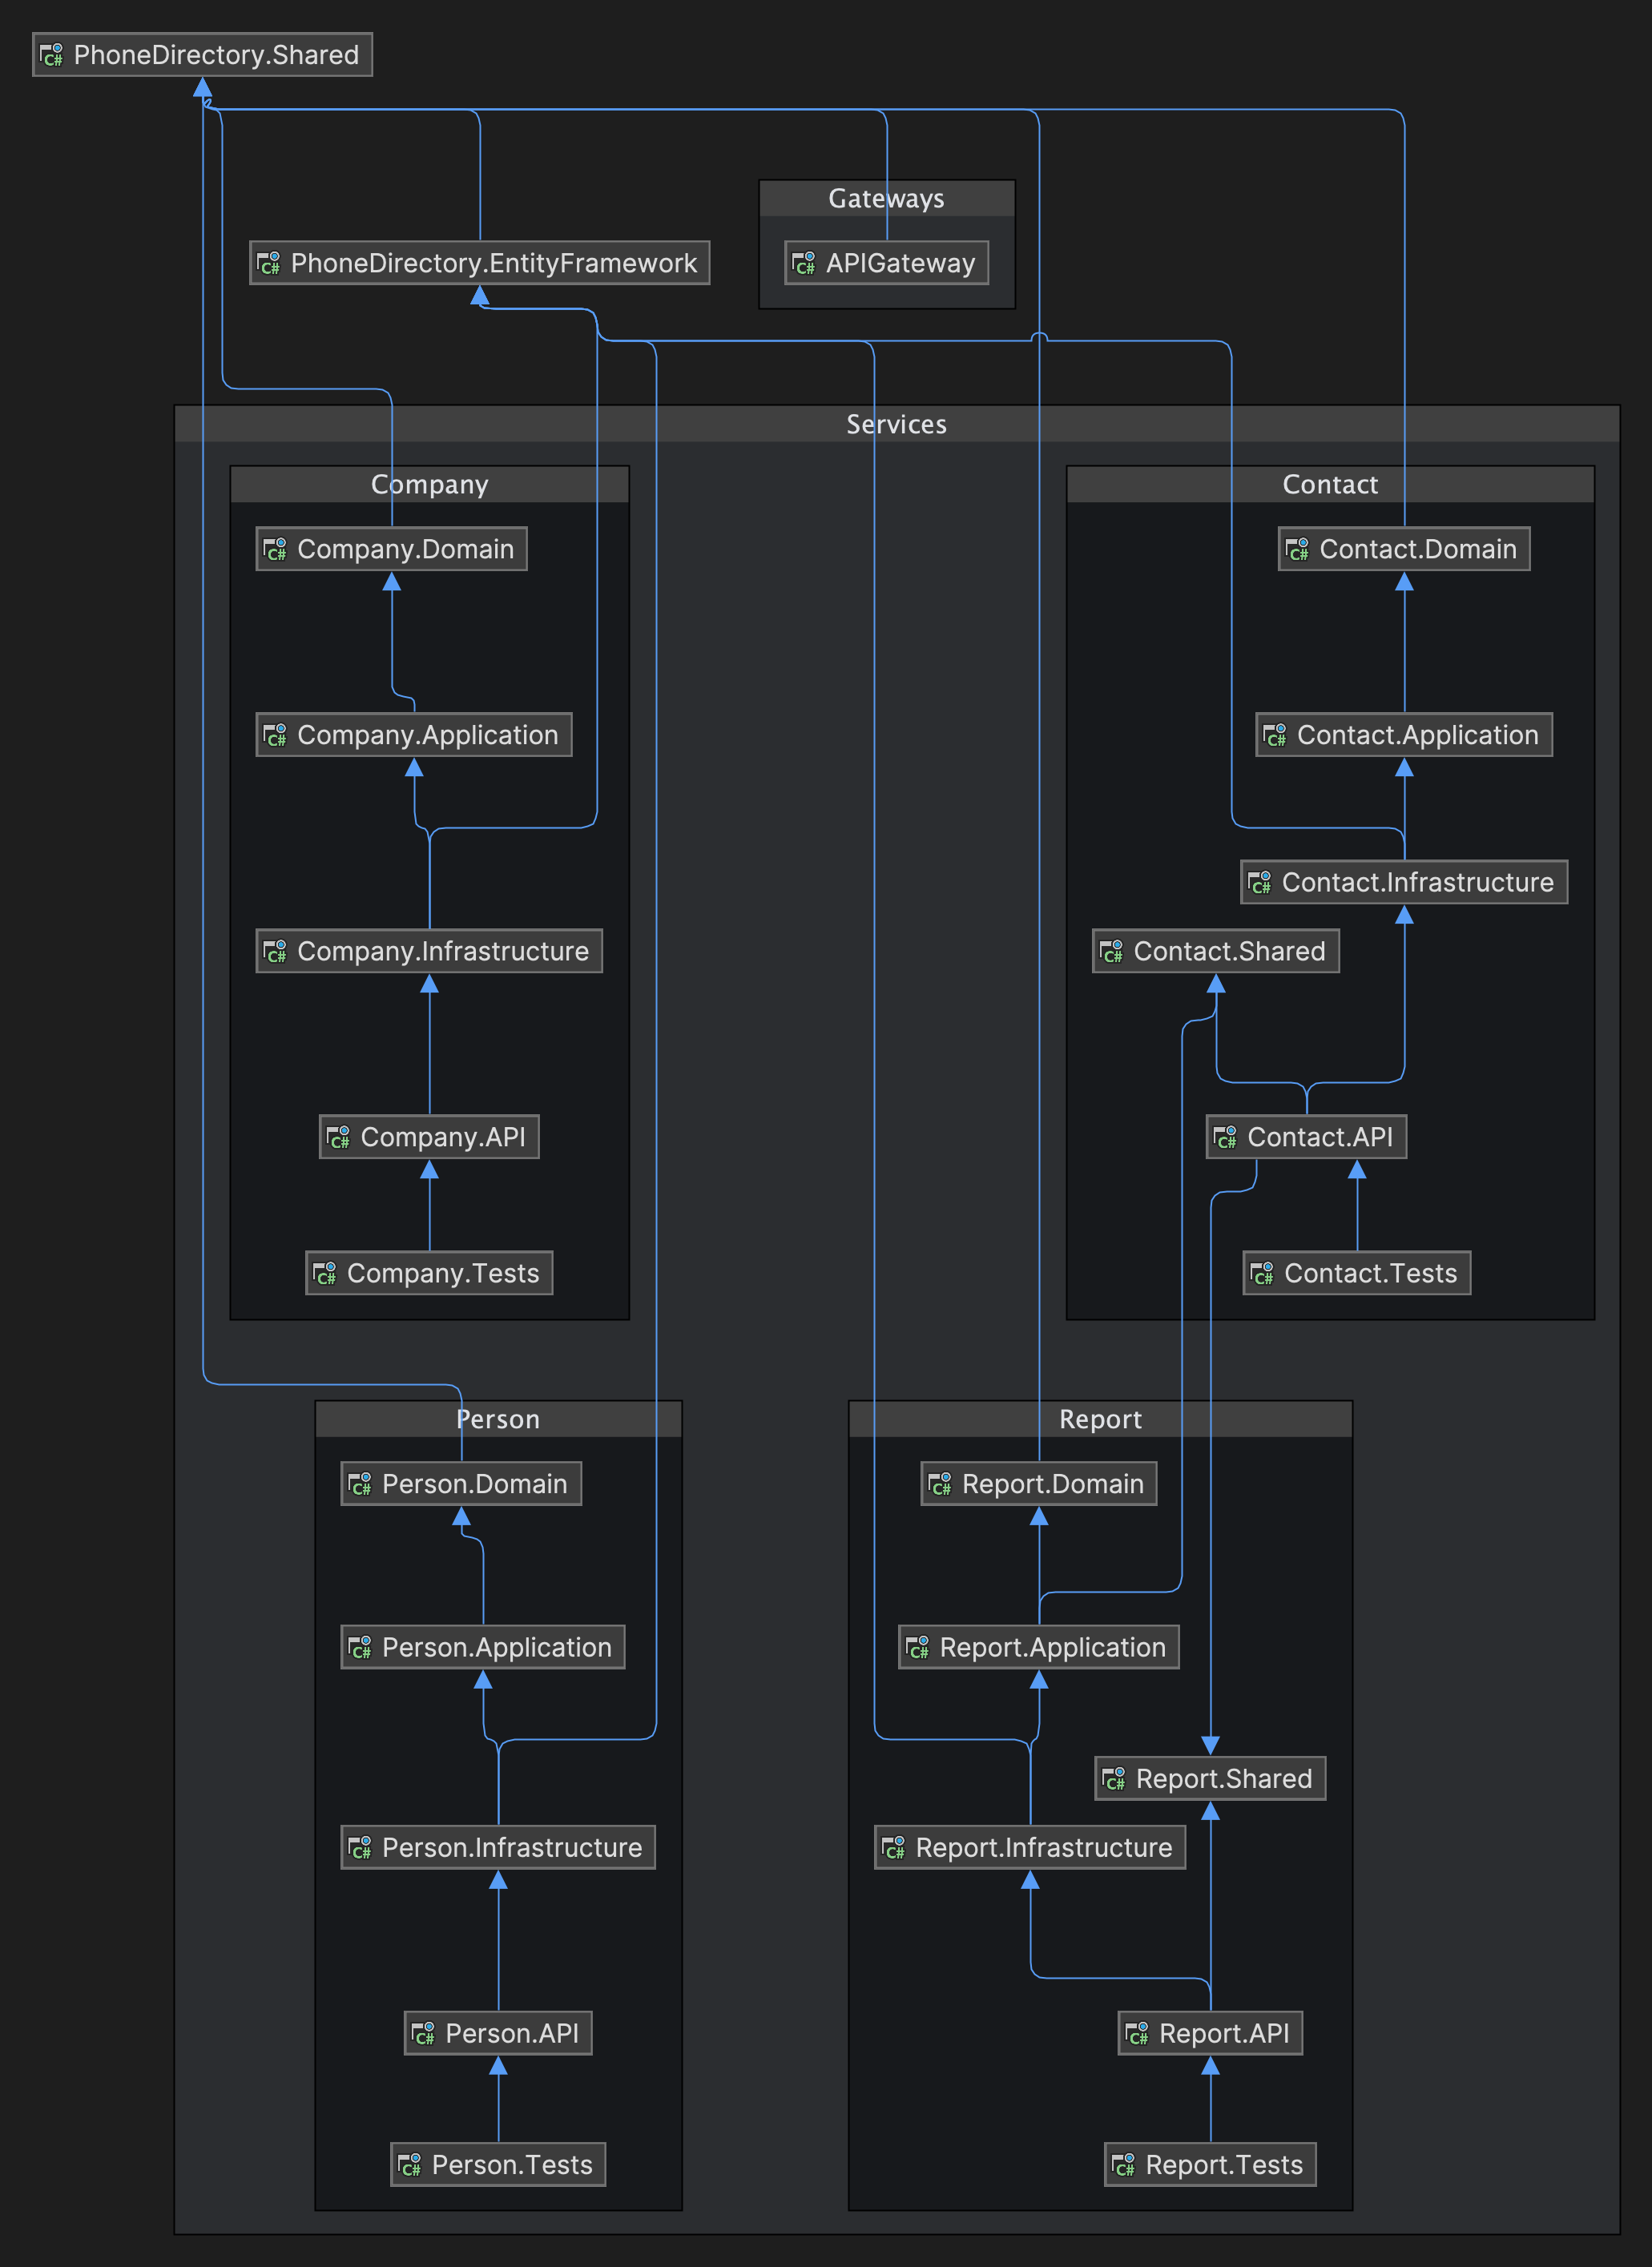 C# PhoneDirectory.Shared
Gateways
C# PhoneDirectory.EntityFramework
C# APIGateway
Services
Company
C# Company.Domain
C# Company.Application
C# Company.Infrastructure
C# Company.API
C# Company.Tests
Contact
C# Contact.Domain
C# Contact.Application
C# Contact.Infrastructure
C# Contact.Shared
C# Contact.API
C# Contact.Tests
Person
C# Person.Domain
C# Person.Application
C# Person.Infrastructure
C# Person.API
C# Person.Tests
Report
C# Report.Domain
C# Report.Application
C# Report.Shared
C# Report.Infrastructure
C# Report.API
C# Report.Tests